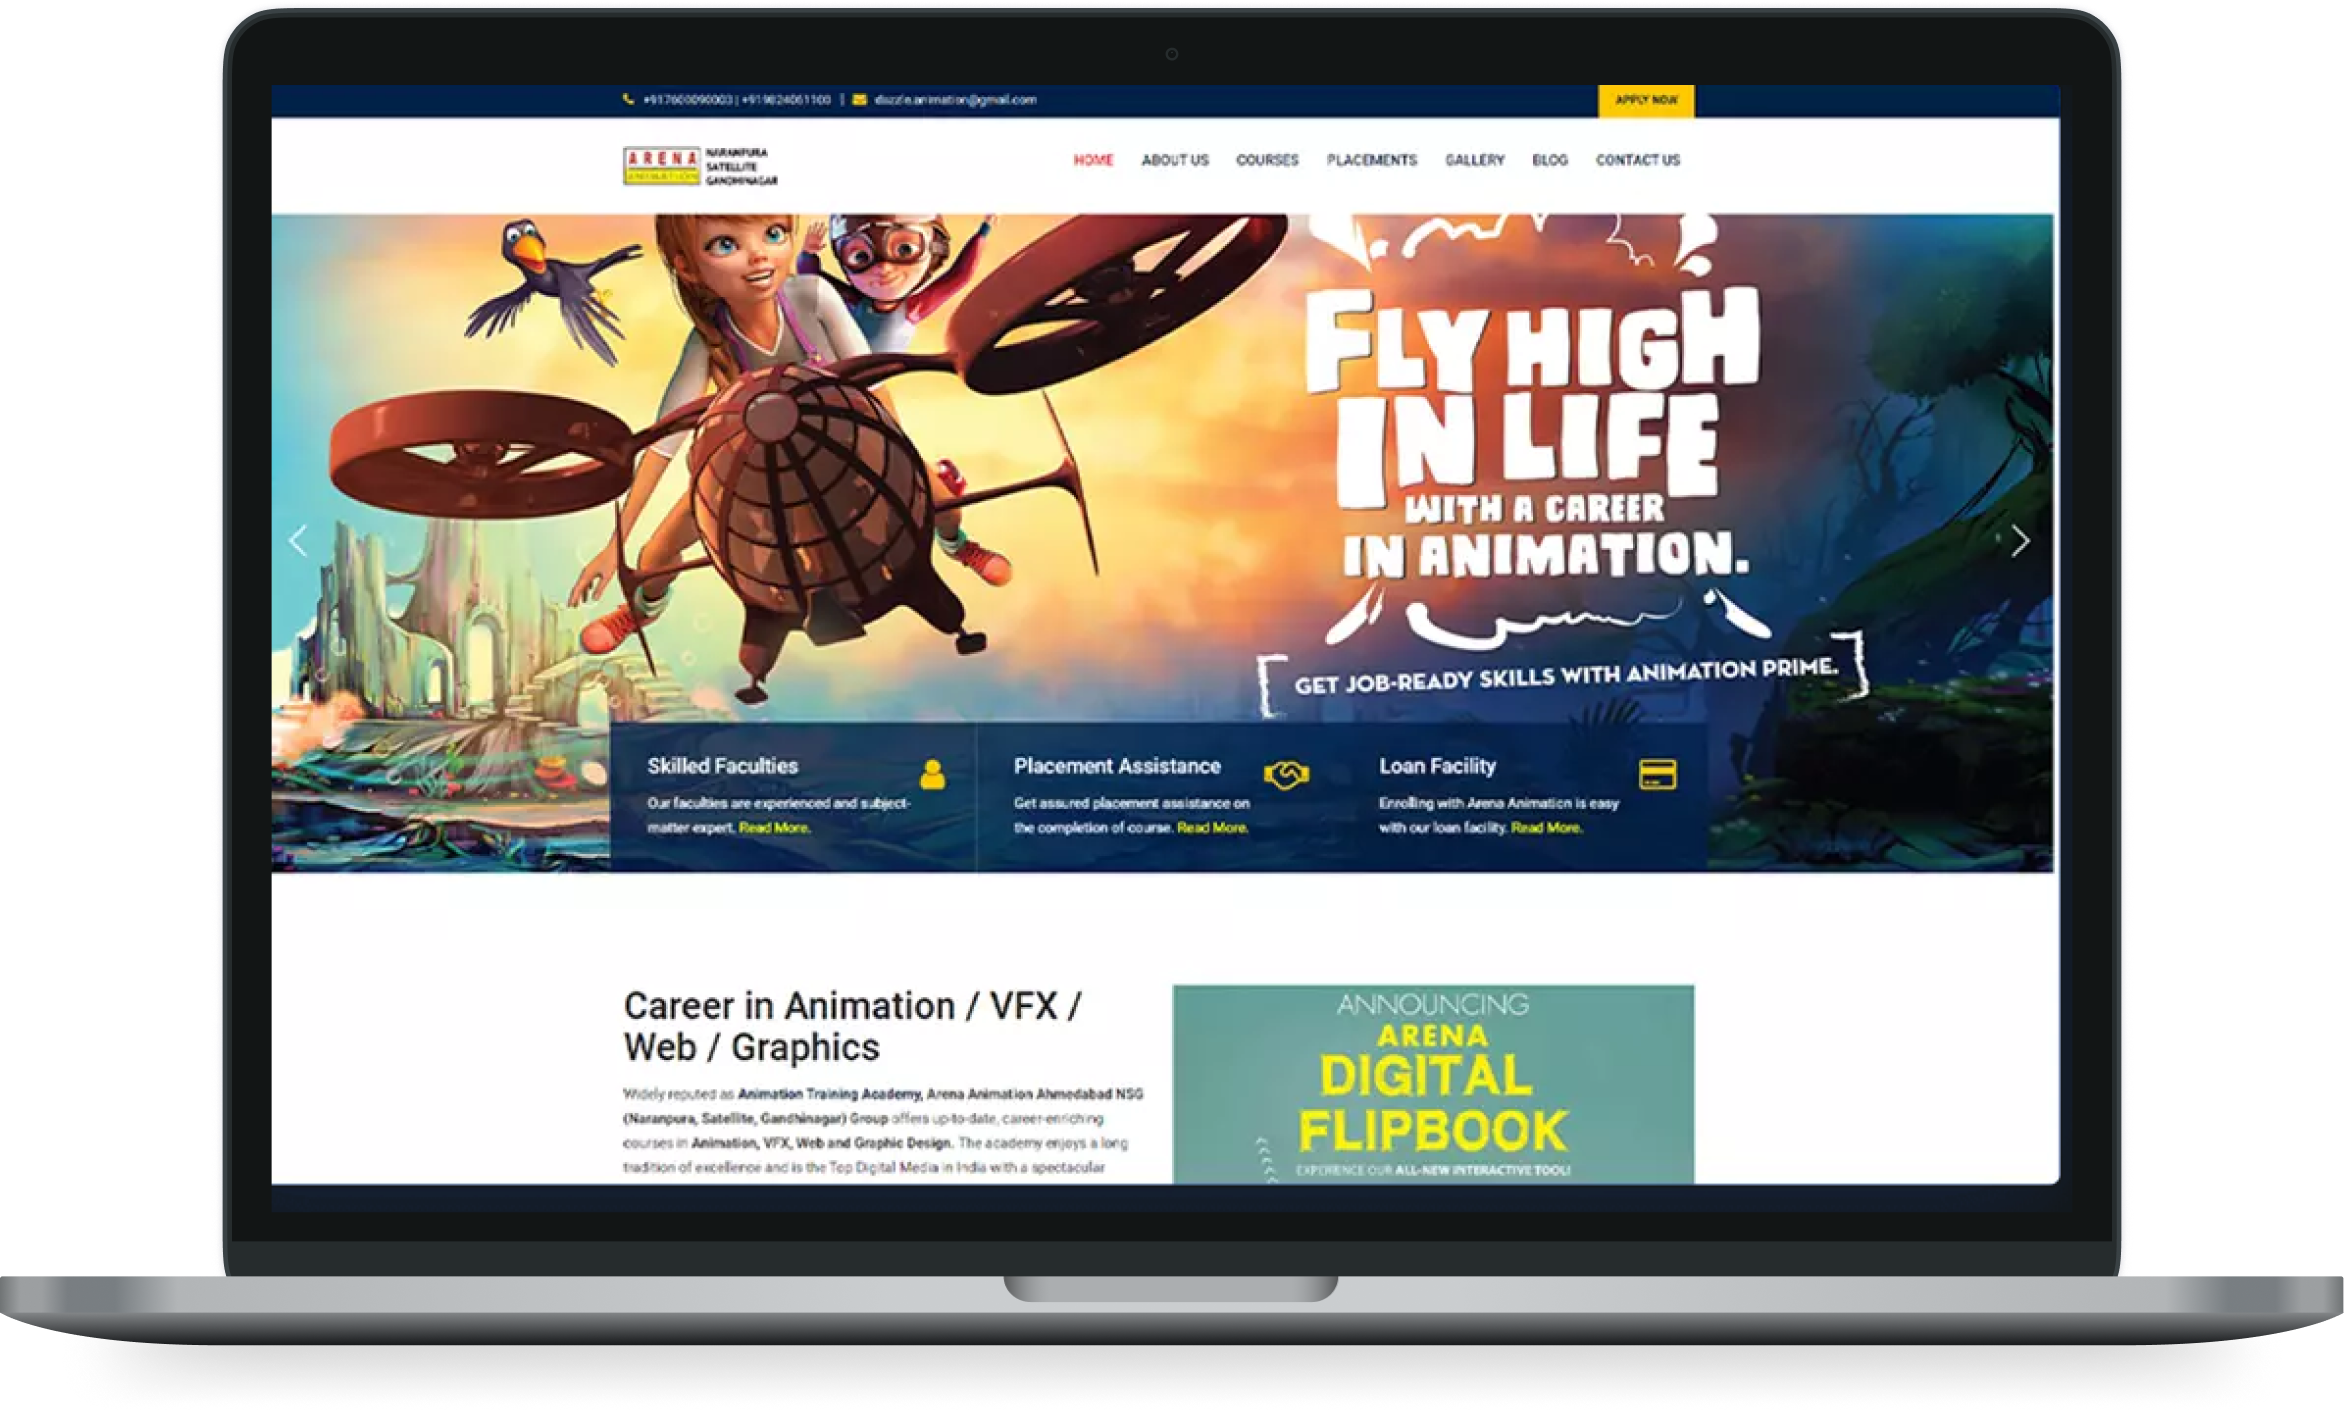 +917600090003 | +919824061100 | dazzle.animation@gmail.com
APPLY NOW
ARENA
ANIMATION
NARANPURA
SATELLITE
GANDHINAGAR
HOME ABOUT US COURSES PLACEMENTS GALLERY BLOG CONTACT US
FLY HIGH
IN LIFE
WITH A CAREER
IN ANIMATION.
GET JOB-READY SKILLS WITH ANIMATION PRIME.
Skilled Faculties
Our faculties are experienced and subject-
matter expert. Read More.
Placement Assistance
Get assured placement assistance on
the completion of course. Read More.
Loan Facility
Enrolling with Arena Animation is easy
with our loan facility. Read More.
Career in Animation / VFX /
Web / Graphics
Widely reputed as Animation Training Academy, Arena Animation Ahmedabad NSG
(Naranpura, Satellite, Gandhinagar) Group offers up-to-date, career-enriching
courses in Animation, VFX, Web and Graphic Design. The academy enjoys a long
tradition of excellence and is the Top Digital Media in India with a spectacular
ANNOUNCING
ARENA
DIGITAL
FLIPBOOK
EXPERIENCE OUR ALL-NEW INTERACTIVE TOOL!